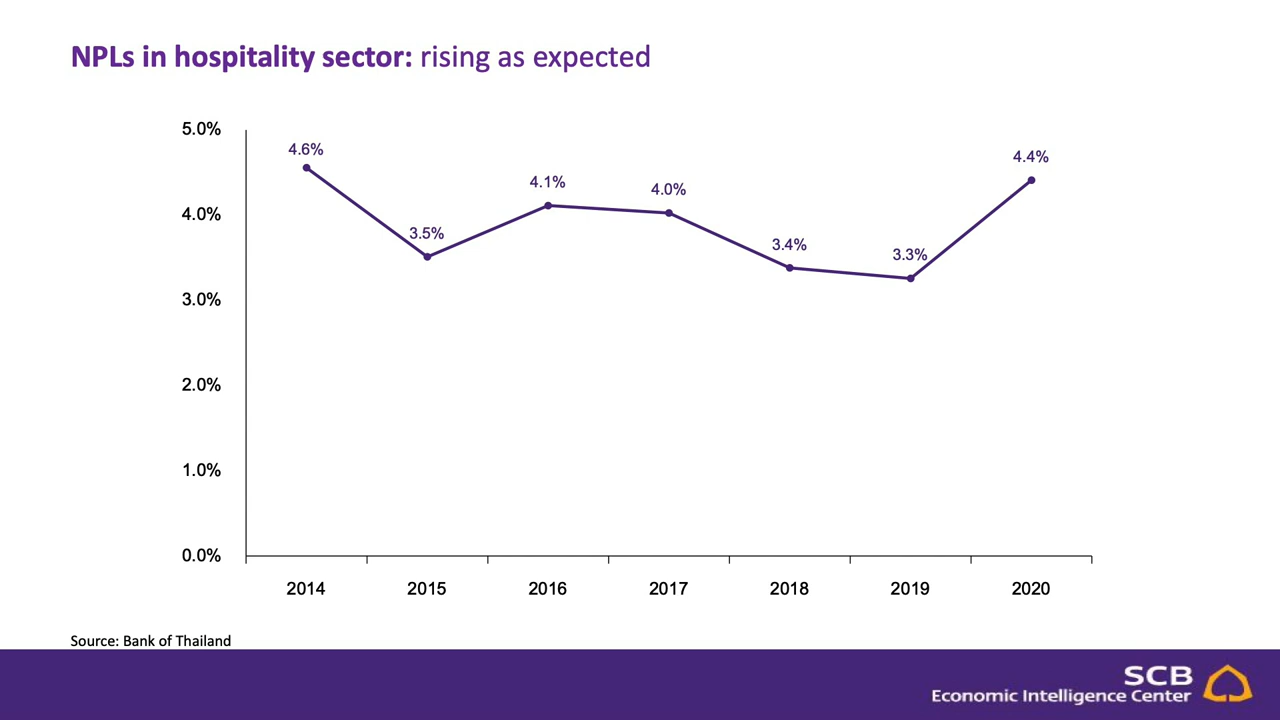 NPLs in hospitality sector: rising as expected
5.0%
4.0%
3.0%
2.0%
1.0%
0.0%
4.6%
3.5%
4.1%
4.0%
3.4%
3.3%
4.4%
2014 2015 2016 2017 2018 2019 2020
Source: Bank of Thailand
SCB
Economic Intelligence Center